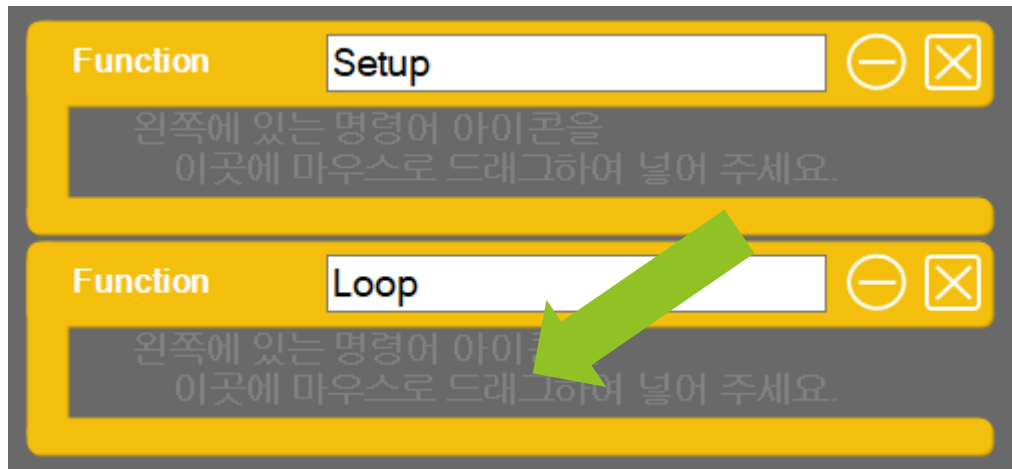 Function Setup
왼쪽에 있는 명령어 아이콘을
이곳에 마우스로 드래그하여 넣어 주세요.
Function Loop
왼쪽에 있는 명령어
이곳에 마우스로 드래그하여 넣어 주세요.